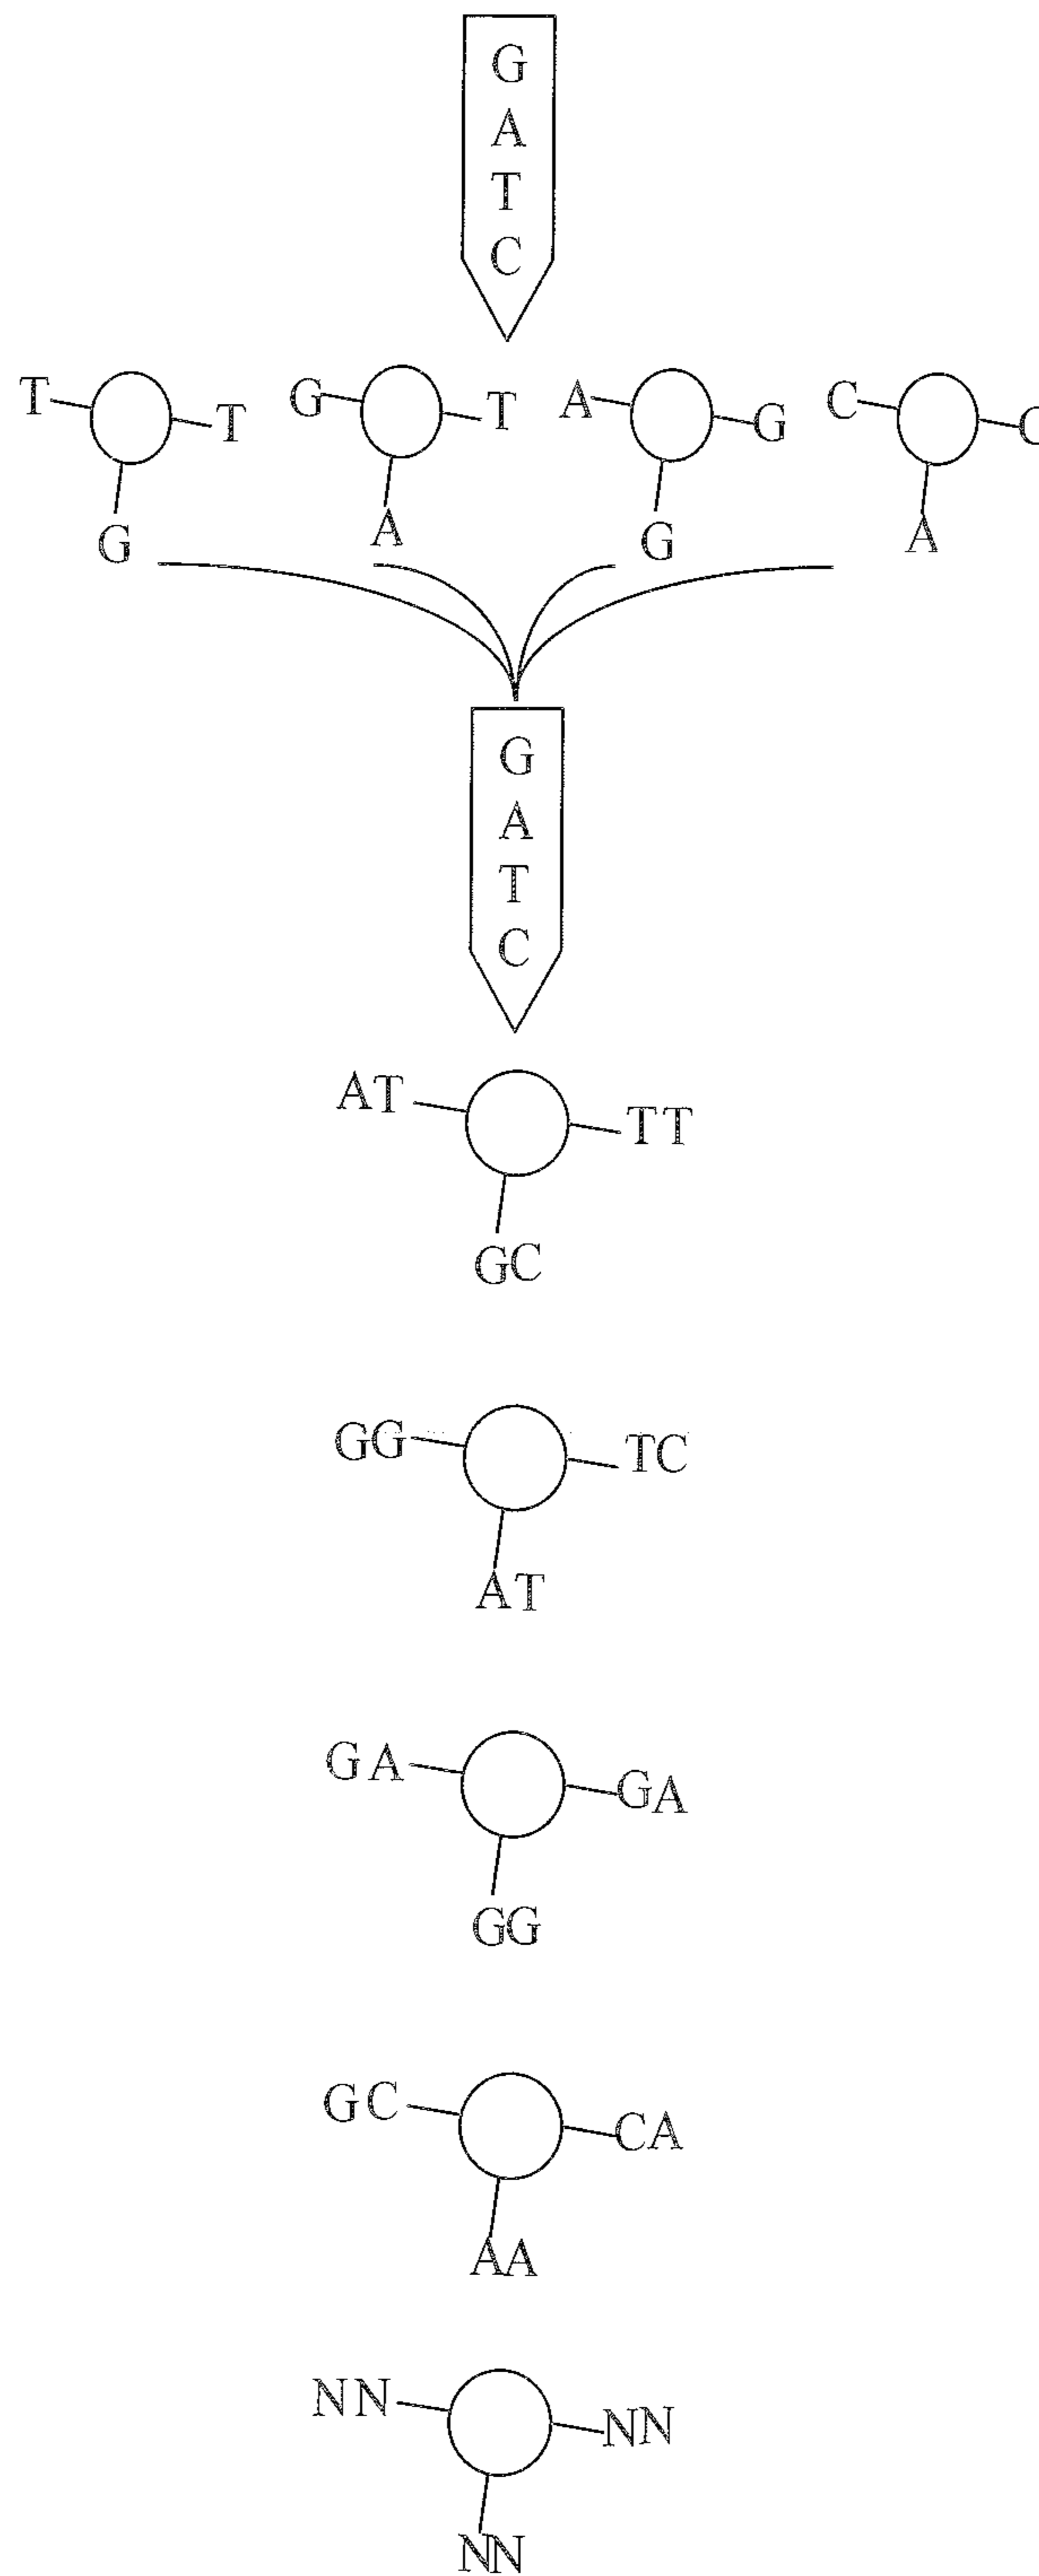 G
A
T
C
T T G
G T A
A G G
C C A
G
A
T
C
AT TT
GC
GG TC
AT
GA GA
GG
GC CA
AA
NN NN
NN